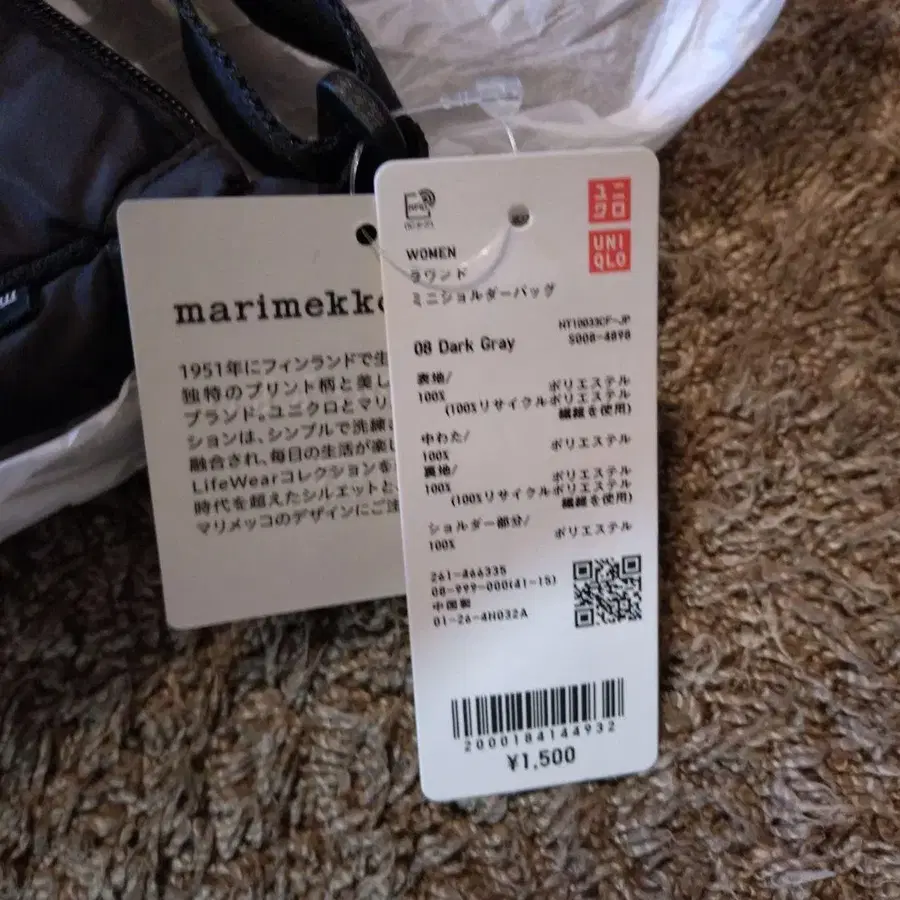 marimekko
1951年にフィンランドで生
独特のプリント柄と美し
ブランド。ユニクロとマリ
ションは、シンプルで洗練
融合され、毎日の生活が楽し
LifeWearコレクションを
時代を超えたシルエットと
マリメッコのデザインにご注
ユニ
クロ
UNI
QLO
WOMEN
ラウンド
ミニショルダーバッグ
NT10033CF-JP
08 Dark Gray
S008-4898
表地/
100% ポリエステル
(100%リサイクルポリエステル
繊維を使用)
中わた/
100% ポリエステル
裏地/
100% ポリエステル
(100%リサイクルポリエステル
繊維を使用)
ショルダー部分/
100% ポリエステル
261-466335
08-999-000(41-15)
中国製
01-26-4H032A
2000184144932
¥1,500